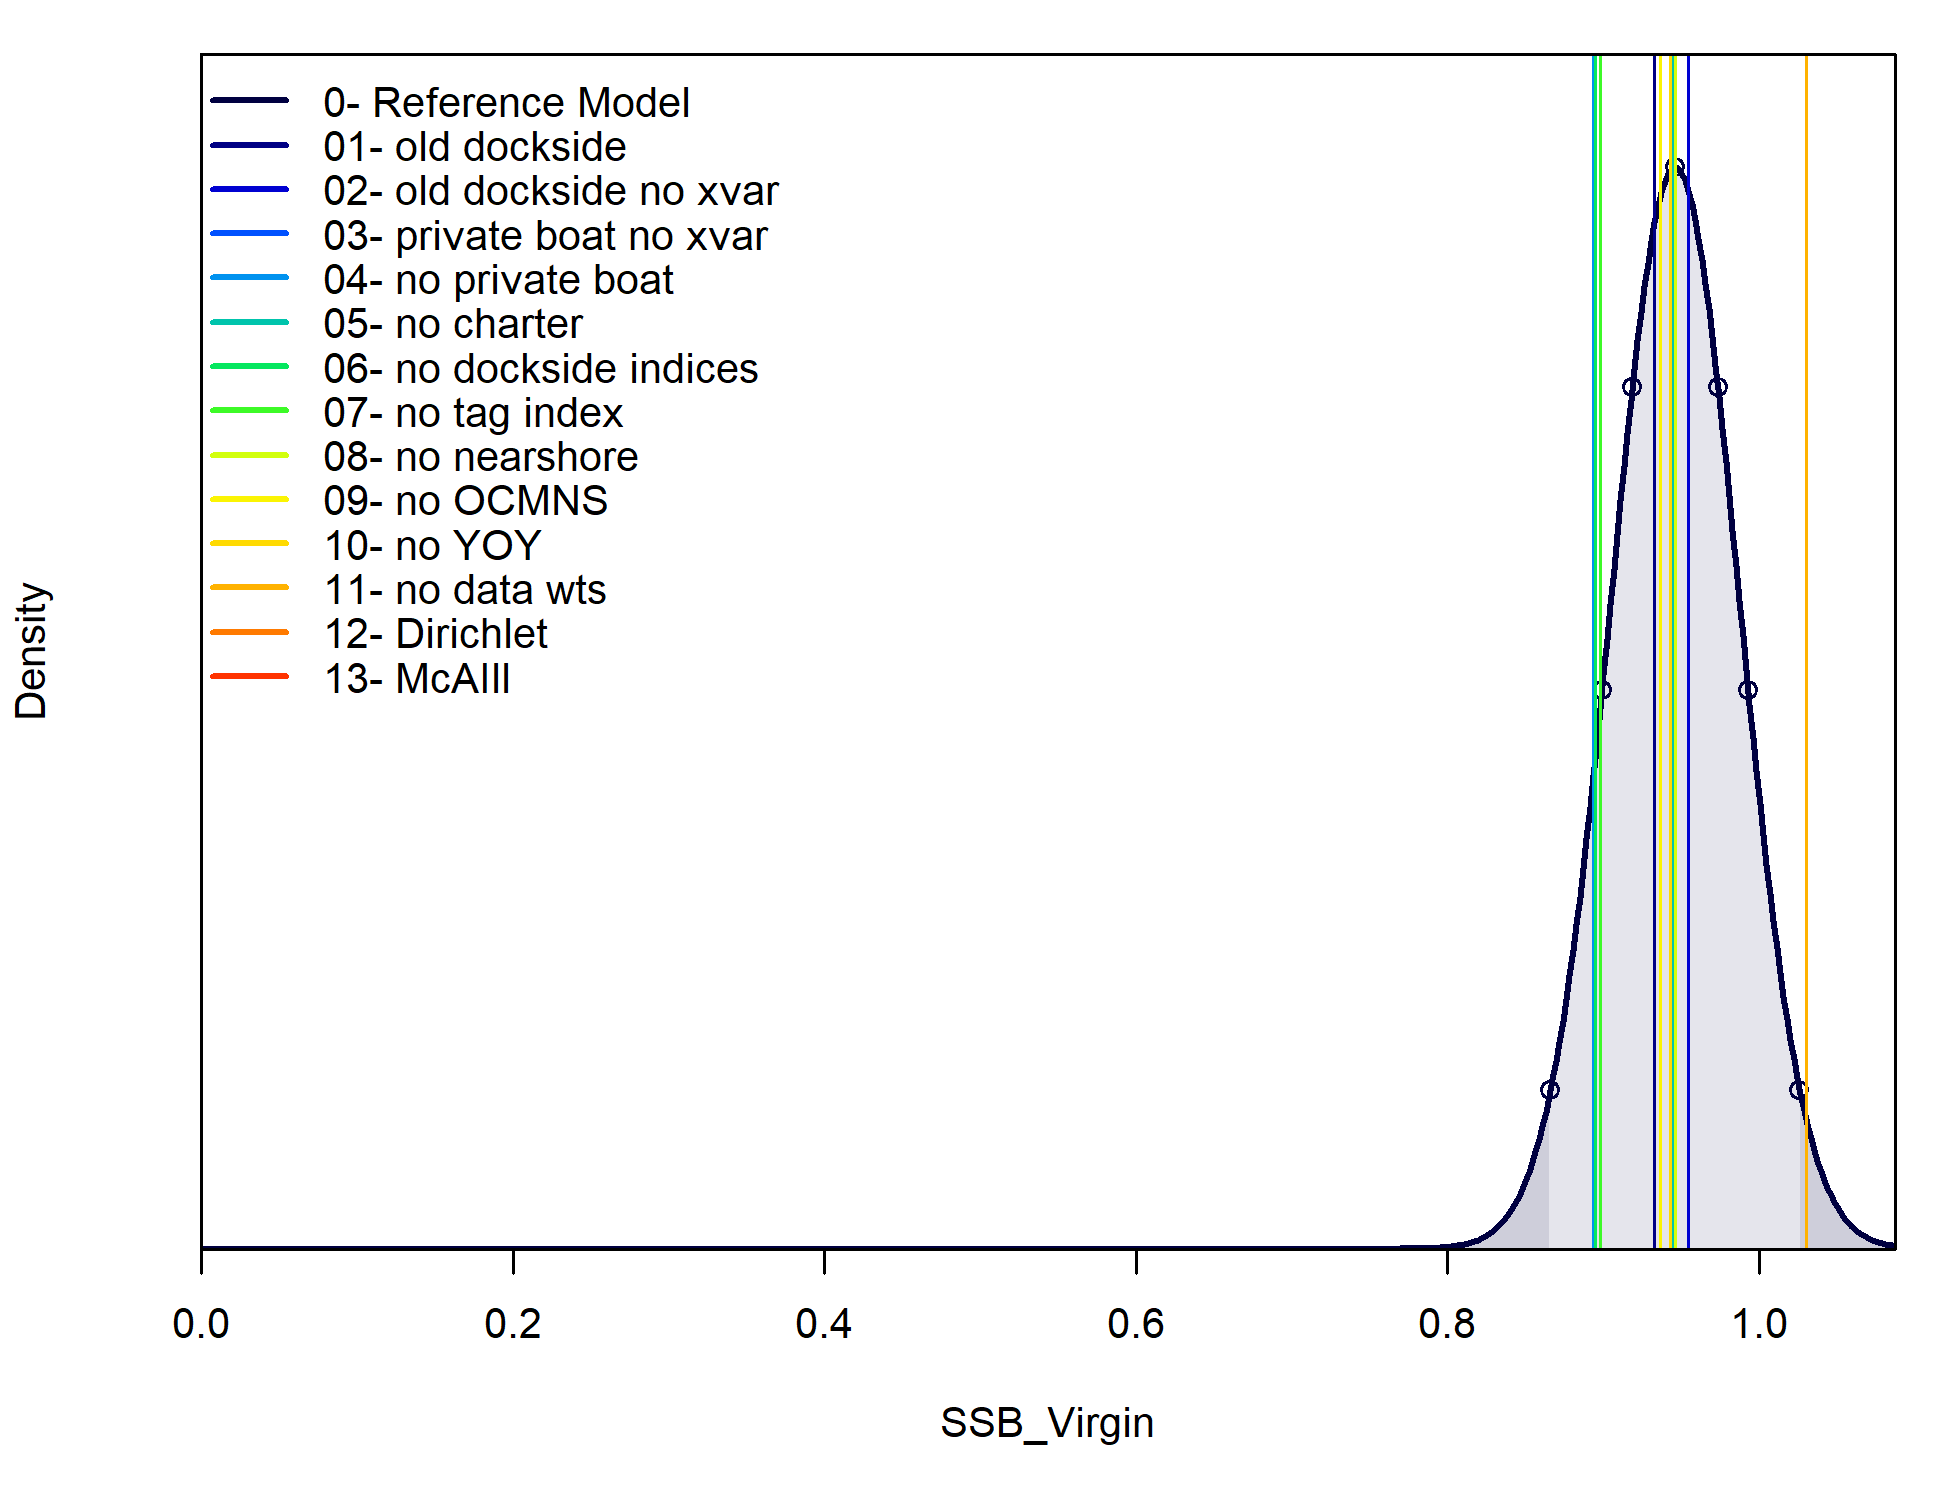 0- Reference Model
01- old dockside
02- old dockside no xvar
03- private boat no xvar
04- no private boat
05- no charter
06- no dockside indices
07- no tag index
08- no nearshore
09- no OCMNS
10- no YOY
11- no data wts
12- Dirichlet
13- McAIll
Density
0.0 0.2 0.4 0.6 0.8 1.0
SSB_Virgin